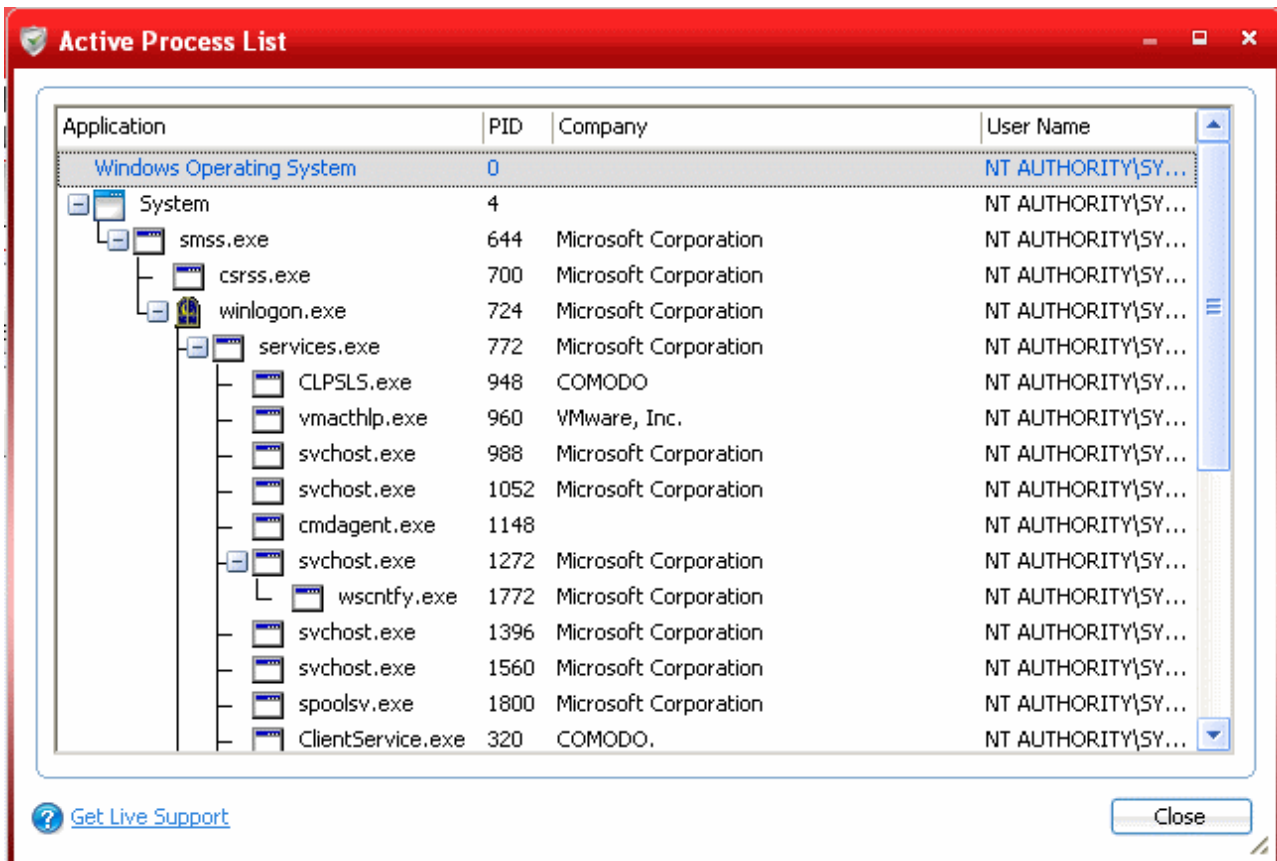 Active Process List
Application PID Company User Name
Windows Operating System 0 NT AUTHORITY\SY...
System 4 NT AUTHORITY\SY...
smss.exe 644 Microsoft Corporation NT AUTHORITY\SY...
csrss.exe 700 Microsoft Corporation NT AUTHORITY\SY...
winlogon.exe 724 Microsoft Corporation NT AUTHORITY\SY...
services.exe 772 Microsoft Corporation NT AUTHORITY\SY...
CLPSLS.exe 948 COMODO NT AUTHORITY\SY...
vmacthlp.exe 960 VMware, Inc. NT AUTHORITY\SY...
svchost.exe 988 Microsoft Corporation NT AUTHORITY\SY...
svchost.exe 1052 Microsoft Corporation NT AUTHORITY\SY...
cmdagent.exe 1148 NT AUTHORITY\SY...
svchost.exe 1272 Microsoft Corporation NT AUTHORITY\SY...
wscntfy.exe 1772 Microsoft Corporation NT AUTHORITY\SY...
svchost.exe 1396 Microsoft Corporation NT AUTHORITY\SY...
svchost.exe 1560 Microsoft Corporation NT AUTHORITY\SY...
spoolsv.exe 1800 Microsoft Corporation NT AUTHORITY\SY...
ClientService.exe 320 COMODO. NT AUTHORITY\SY...
Get Live Support Close